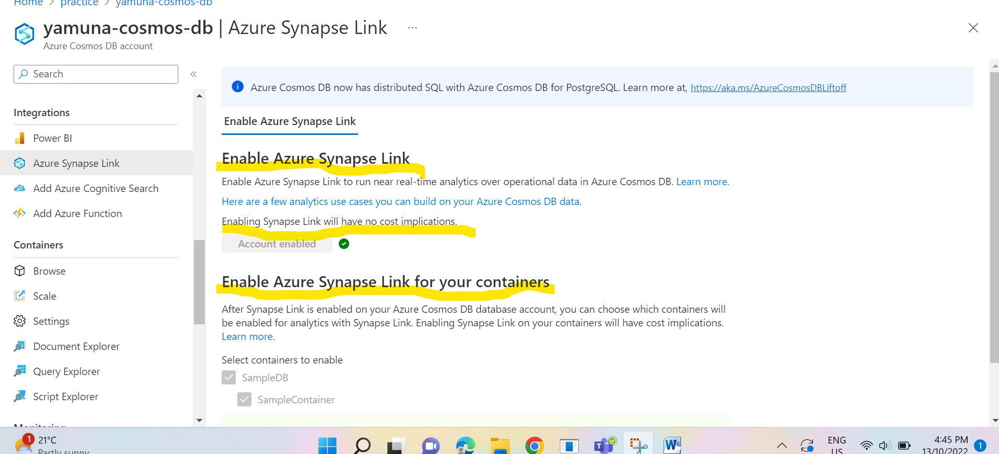 Home > practice > yamuna-cosmos-db
yamuna-cosmos-db | Azure Synapse Link ...
Azure Cosmos DB account
Search
«
Integrations
Power BI
Azure Synapse Link
Add Azure Cognitive Search
Add Azure Function
Containers
Browse
Scale
Settings
Document Explorer
Query Explorer
Script Explorer
Monitoring
Azure Cosmos DB now has distributed SQL with Azure Cosmos DB for PostgreSQL. Learn more at, https://aka.ms/AzureCosmosDBLiftoff
Enable Azure Synapse Link
Enable Azure Synapse Link
Enable Azure Synapse Link to run near real-time analytics over operational data in Azure Cosmos DB. Learn more.
Here are a few analytics use cases you can build on your Azure Cosmos DB data.
Enabling Synapse Link will have no cost implications.
Account enabled
Enable Azure Synapse Link for your containers
After Synapse Link is enabled on your Azure Cosmos DB database account, you can choose which containers will
be enabled for analytics with Synapse Link. Enabling Synapse Link on your containers will have cost implications.
Learn more.
Select containers to enable
SampleDB
SampleContainer
1
21°C
Partly sunny
ENG
US
4:45 PM
13/10/2022
1